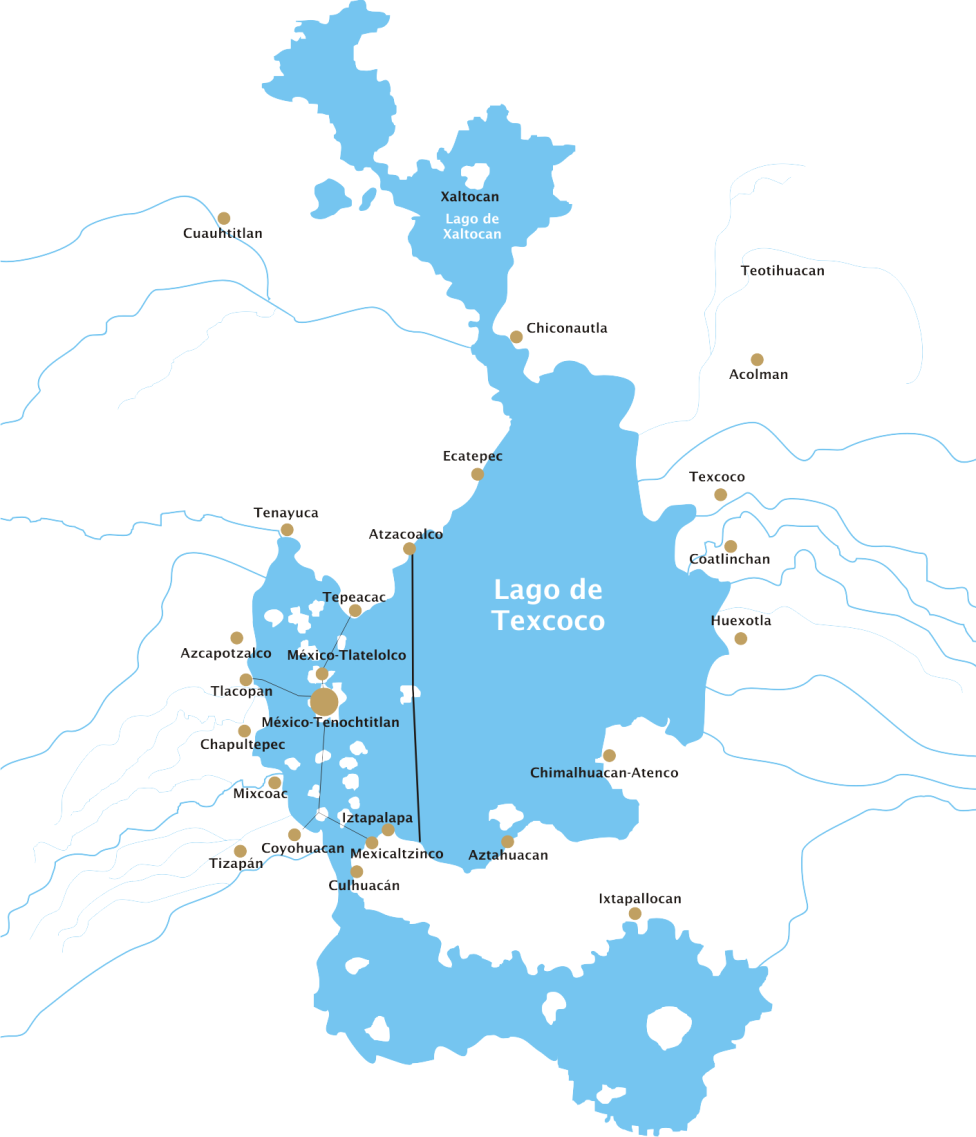 Xaltocan
Lago de
Xaltocan
Cuauhtitlan
Teotihuacan
Chiconautla
Acolman
Ecatepec
Texcoco
Tenayuca
Atzacoalco
Coatlinchan
Lago de
Texcoco
Tepeacac
Huexotla
Azcapotzalco
México-Tlatelolco
Tlacopan
México-Tenochtitlan
Chapultepec
Chimalhuacan-Atenco
Mixcoac
Iztapalapa
Coyohuacan
Mexicaltzinco
Aztahuacan
Tizapán
Culhuacán
Ixtapallocan